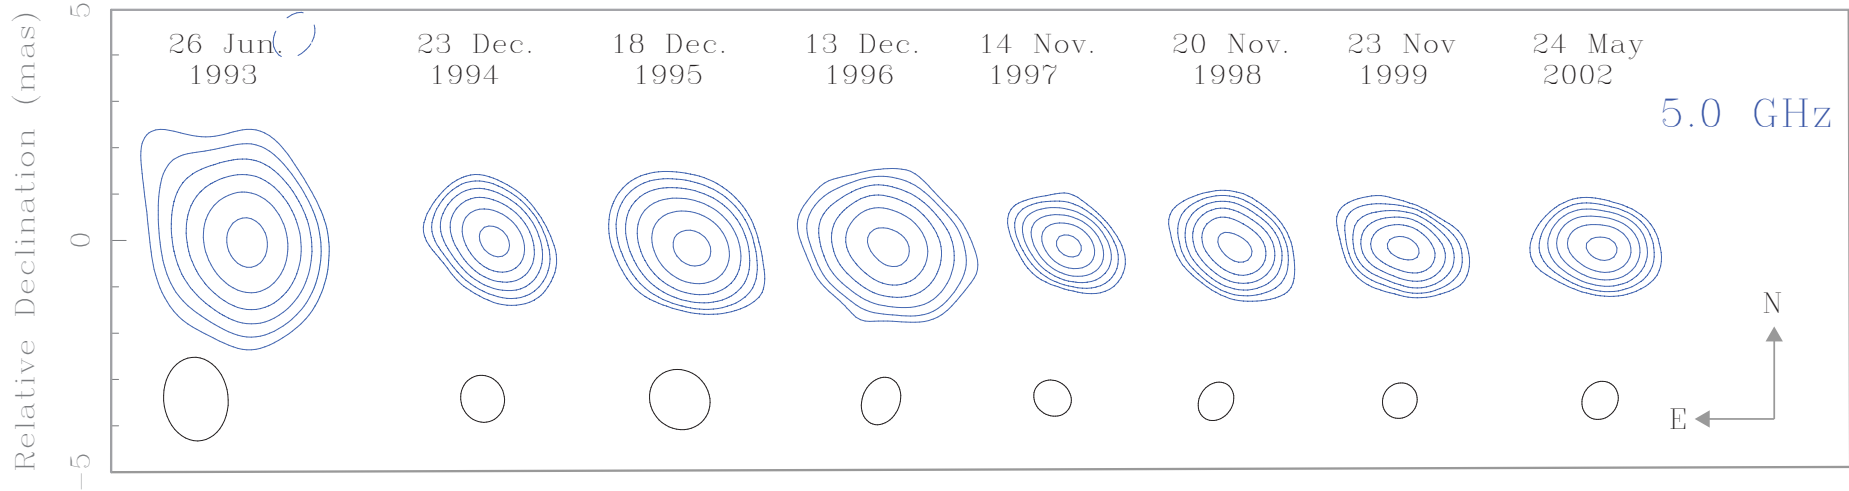 5
26 Jun.
1993
23 Dec.
1994
18 Dec.
1995
13 Dec.
1996
14 Nov.
1997
20 Nov.
1998
23 Nov
1999
24 May
2002
5.0 GHz
Relative Declination (mas)
0
N
E
−5